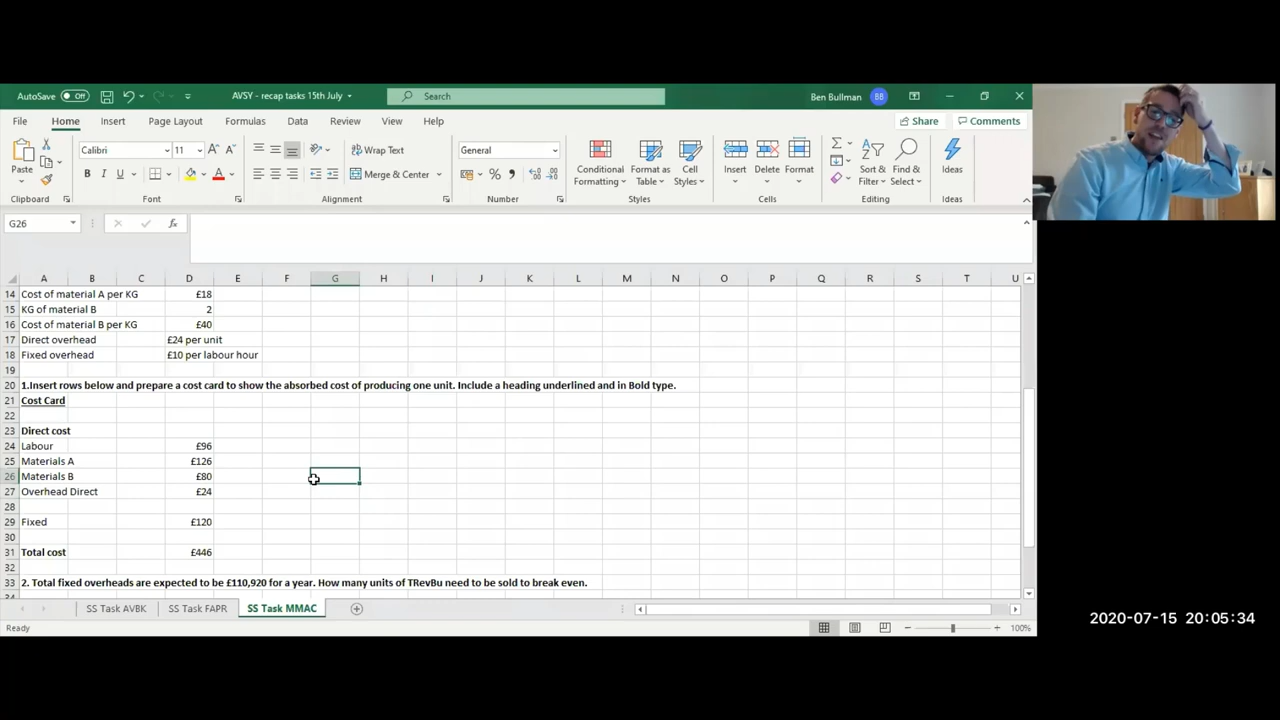 AutoSave Off AVSY - recap tasks 15th July Search Ben Bullman BB
File Home Insert Page Layout Formulas Data Review View Help Share Comments
Calibri 11 Wrap Text General
Paste B I U Merge & Center Conditional Formatting Format as Table Cell Styles Insert Delete Format Sort & Filter Find & Select Ideas
Clipboard Font Alignment Number Styles Cells Editing Ideas
G26 fx
A B C D E F G H I J K L M N O P Q R S T U
14 Cost of material A per KG £18
15 KG of material B 2
16 Cost of material B per KG £40
17 Direct overhead £24 per unit
18 Fixed overhead £10 per labour hour
19
20 1.Insert rows below and prepare a cost card to show the absorbed cost of producing one unit. Include a heading underlined and in Bold type.
21 Cost Card
22
23 Direct cost
24 Labour £96
25 Materials A £126
26 Materials B £80
27 Overhead Direct £24
28
29 Fixed £120
30
31 Total cost £446
32
33 2. Total fixed overheads are expected to be £110,920 for a year. How many units of TRevBu need to be sold to break even.
34
SS Task AVBK SS Task FAPR SS Task MMAC
Ready 100%
2020-07-15 20:05:34